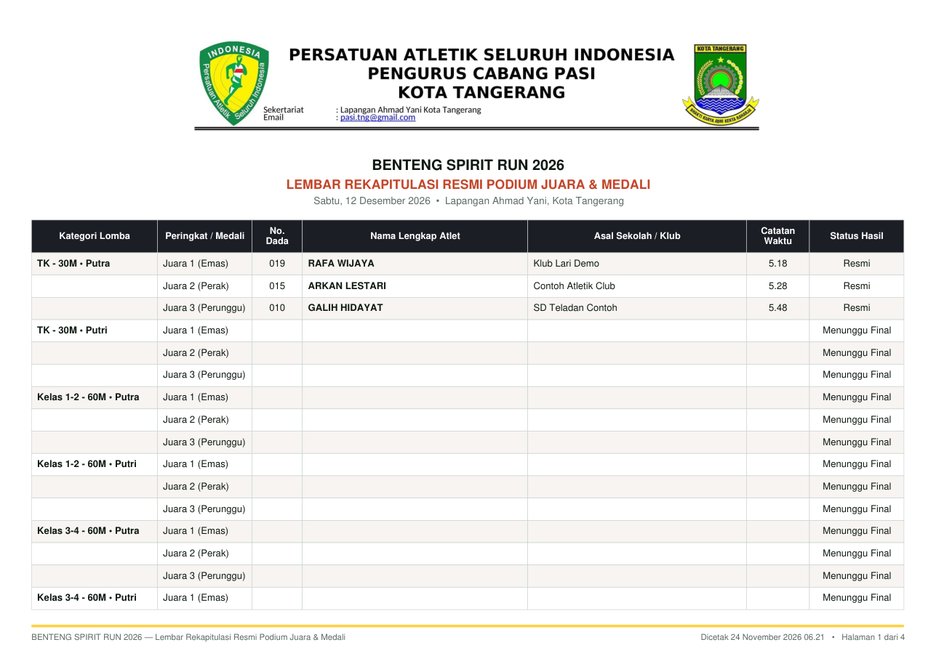 INDONESIA
Persatuan Atletik Seluruh Indonesia
PERSATUAN ATLETIK SELURUH INDONESIA
PENGURUS CABANG PASI
KOTA TANGERANG
Sekertariat : Lapangan Ahmad Yani Kota Tangerang
Email : pasi.tng@gmail.com
KOTA TANGERANG
BHAKTI KARYA ADHI KERTA RAHARJA
BENTENG SPIRIT RUN 2026
LEMBAR REKAPITULASI RESMI PODIUM JUARA & MEDALI
Sabtu, 12 Desember 2026 • Lapangan Ahmad Yani, Kota Tangerang
Kategori Lomba Peringkat / Medali No. Dada Nama Lengkap Atlet Asal Sekolah / Klub Catatan Waktu Status Hasil
TK - 30M • Putra Juara 1 (Emas) 019 RAFA WIJAYA Klub Lari Demo 5.18 Resmi
Juara 2 (Perak) 015 ARKAN LESTARI Contoh Atletik Club 5.28 Resmi
Juara 3 (Perunggu) 010 GALIH HIDAYAT SD Teladan Contoh 5.48 Resmi
TK - 30M • Putri Juara 1 (Emas) Menunggu Final
Juara 2 (Perak) Menunggu Final
Juara 3 (Perunggu) Menunggu Final
Kelas 1-2 - 60M • Putra Juara 1 (Emas) Menunggu Final
Juara 2 (Perak) Menunggu Final
Juara 3 (Perunggu) Menunggu Final
Kelas 1-2 - 60M • Putri Juara 1 (Emas) Menunggu Final
Juara 2 (Perak) Menunggu Final
Juara 3 (Perunggu) Menunggu Final
Kelas 3-4 - 60M • Putra Juara 1 (Emas) Menunggu Final
Juara 2 (Perak) Menunggu Final
Juara 3 (Perunggu) Menunggu Final
Kelas 3-4 - 60M • Putri Juara 1 (Emas) Menunggu Final
BENTENG SPIRIT RUN 2026 — Lembar Rekapitulasi Resmi Podium Juara & Medali
Dicetak 24 November 2026 06.21 • Halaman 1 dari 4